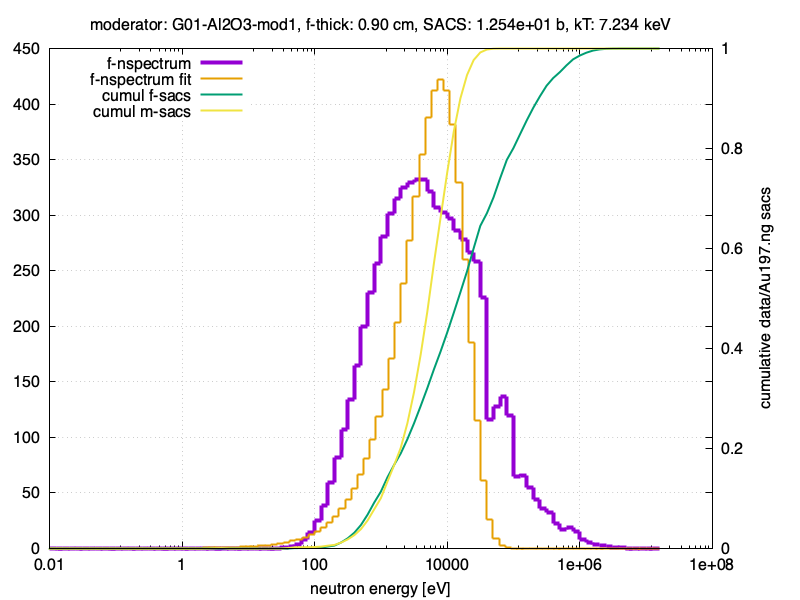 moderator: G01-Al2O3-mod1, f-thick: 0.90 cm, SACS: 1.254e+01 b, kT: 7.234 keV
f-nspectrum
f-nspectrum fit
cumul f-sacs
cumul m-sacs
450
400
350
300
250
200
150
100
50
0
1
0.8
0.6
0.4
0.2
0
cumulative data/Au197.ng sacs
0.01
1
100
10000
1e+06
1e+08
neutron energy [eV]